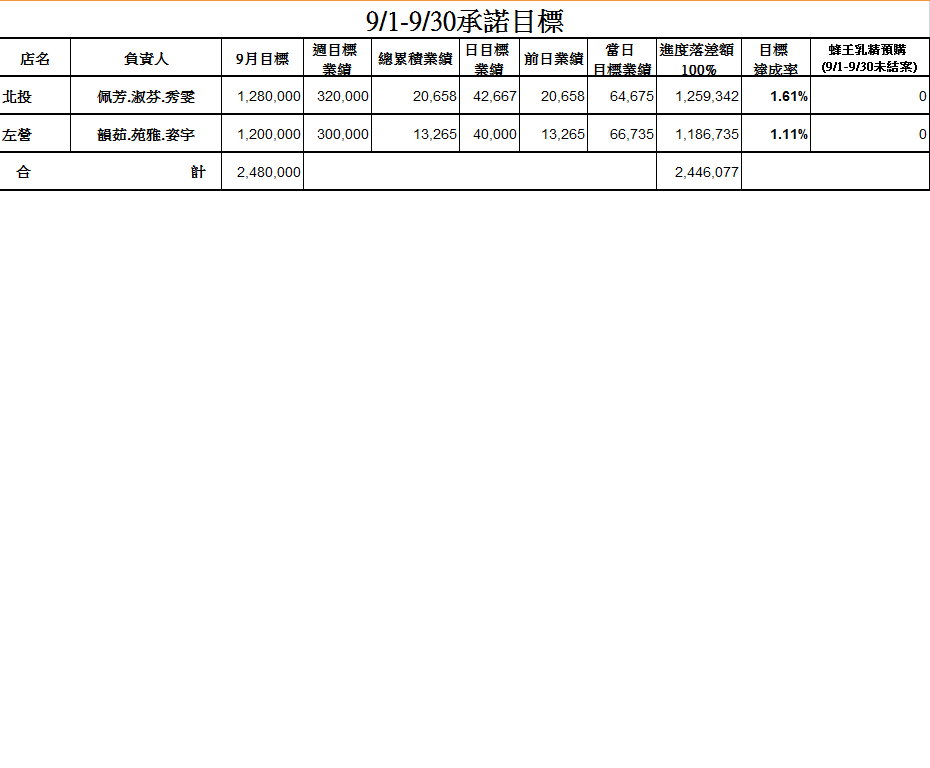 9/1-9/30承諾目標
店名 負責人 9月目標 週目標業績 總累積業績 日目標業績 前日業績 當日目標業績 進度落差額100% 目標達成率 蜂王乳精預購(9/1-9/30未結案)
北投 佩芳.淑芬.秀雯 1,280,000 320,000 20,658 42,667 20,658 64,675 1,259,342 1.61% 0
左營 韻茹.苑雅.姿宇 1,200,000 300,000 13,265 40,000 13,265 66,735 1,186,735 1.11% 0
合計 2,480,000 2,446,077